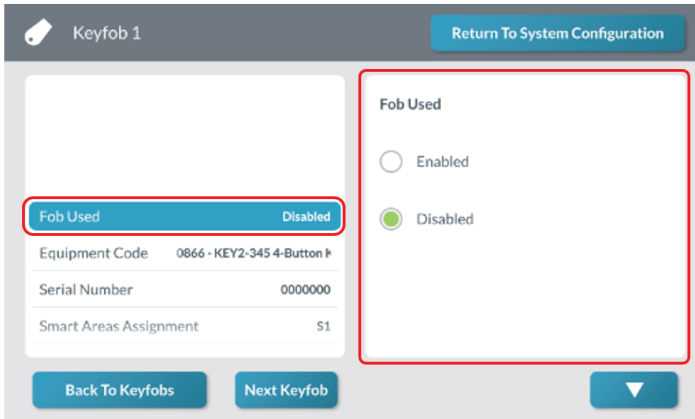 Keyfob 1
Return To System Configuration
Fob Used Disabled
Equipment Code 0866 - KEY2-345 4-Button K
Serial Number 0000000
Smart Areas Assignment S1
Fob Used
Enabled
Disabled
Back To Keyfobs
Next Keyfob